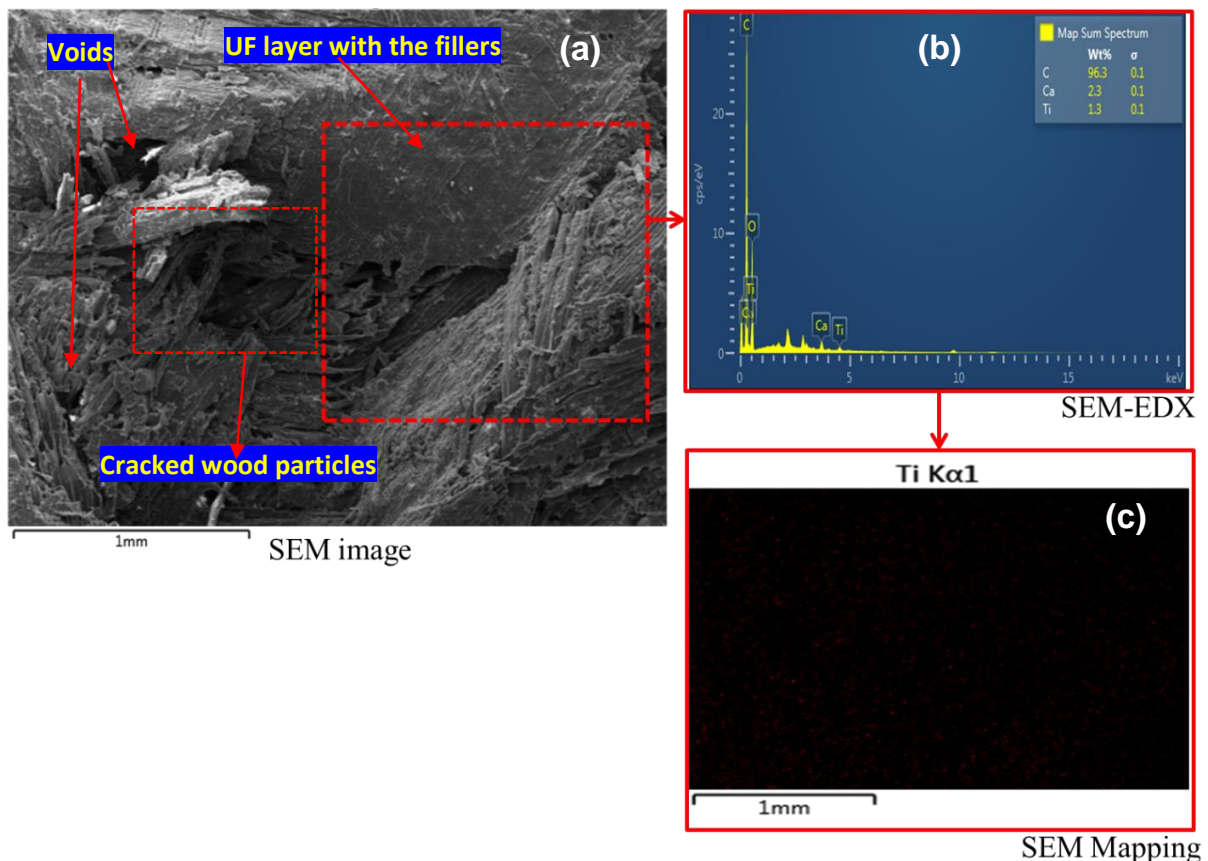 Voids
UF layer with the fillers
(a)
Cracked wood particles
1mm
SEM image
(b)
Map Sum Spectrum
Wt% σ
C 96.3 0.1
Ca 2.3 0.1
Ti 1.3 0.1
C
O
Ti
Ca
Ca
Ti
20
10
0
cps/eV
0 5 10 15 keV
SEM-EDX
Ti Kα1
(c)
1mm
SEM Mapping